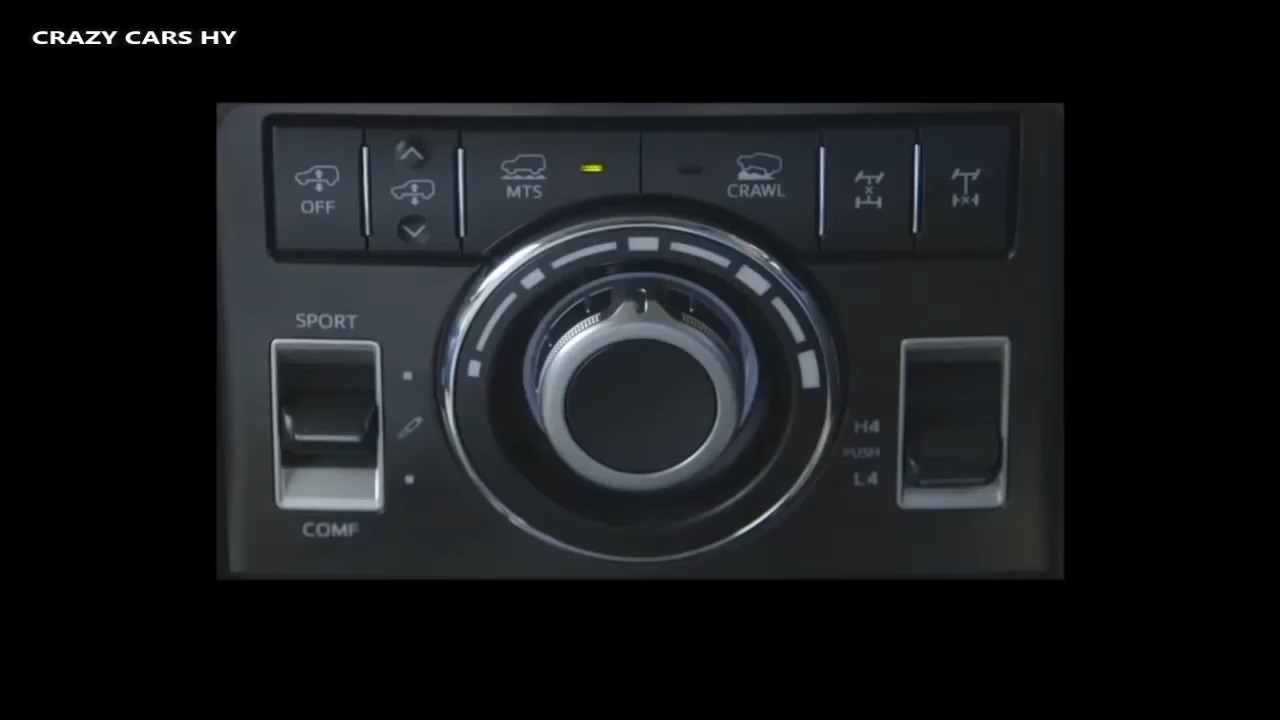 CRAZY CARS HY
OFF
MTS
CRAWL
SPORT
COMF
H4
PUSH
L4